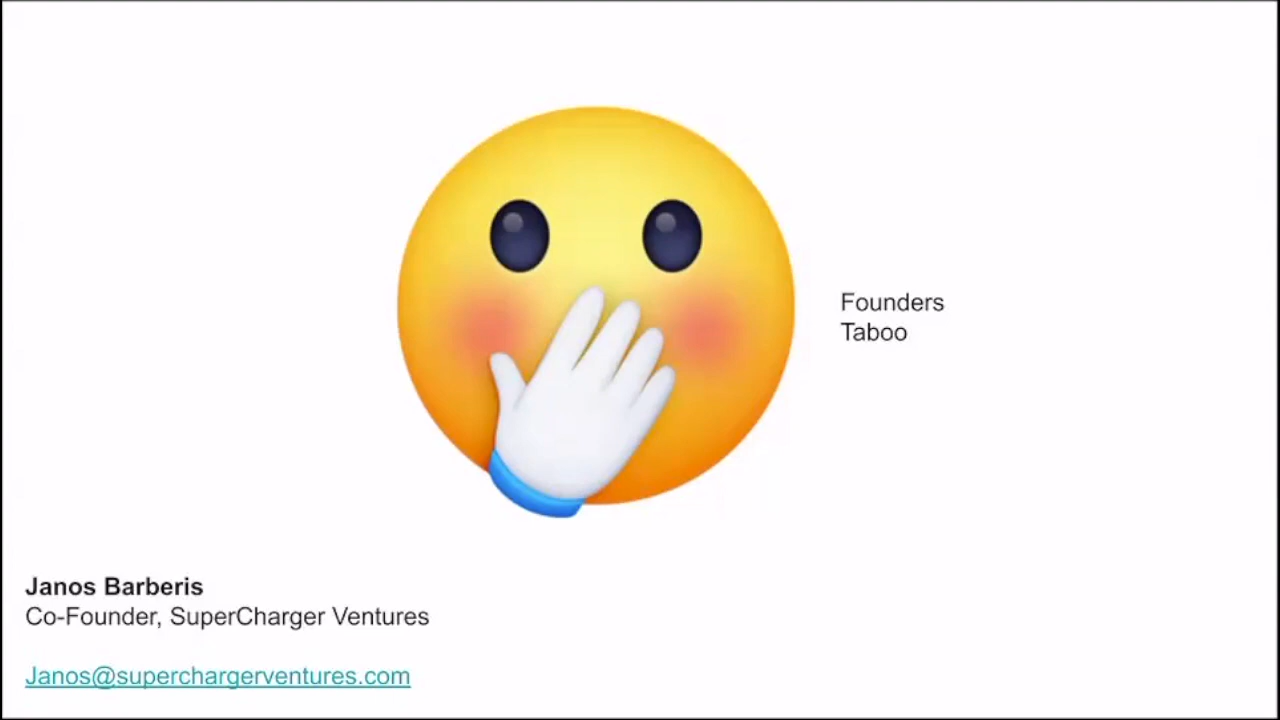 Founders
Taboo
Janos Barberis
Co-Founder, SuperCharger Ventures
Janos@superchargerventures.com